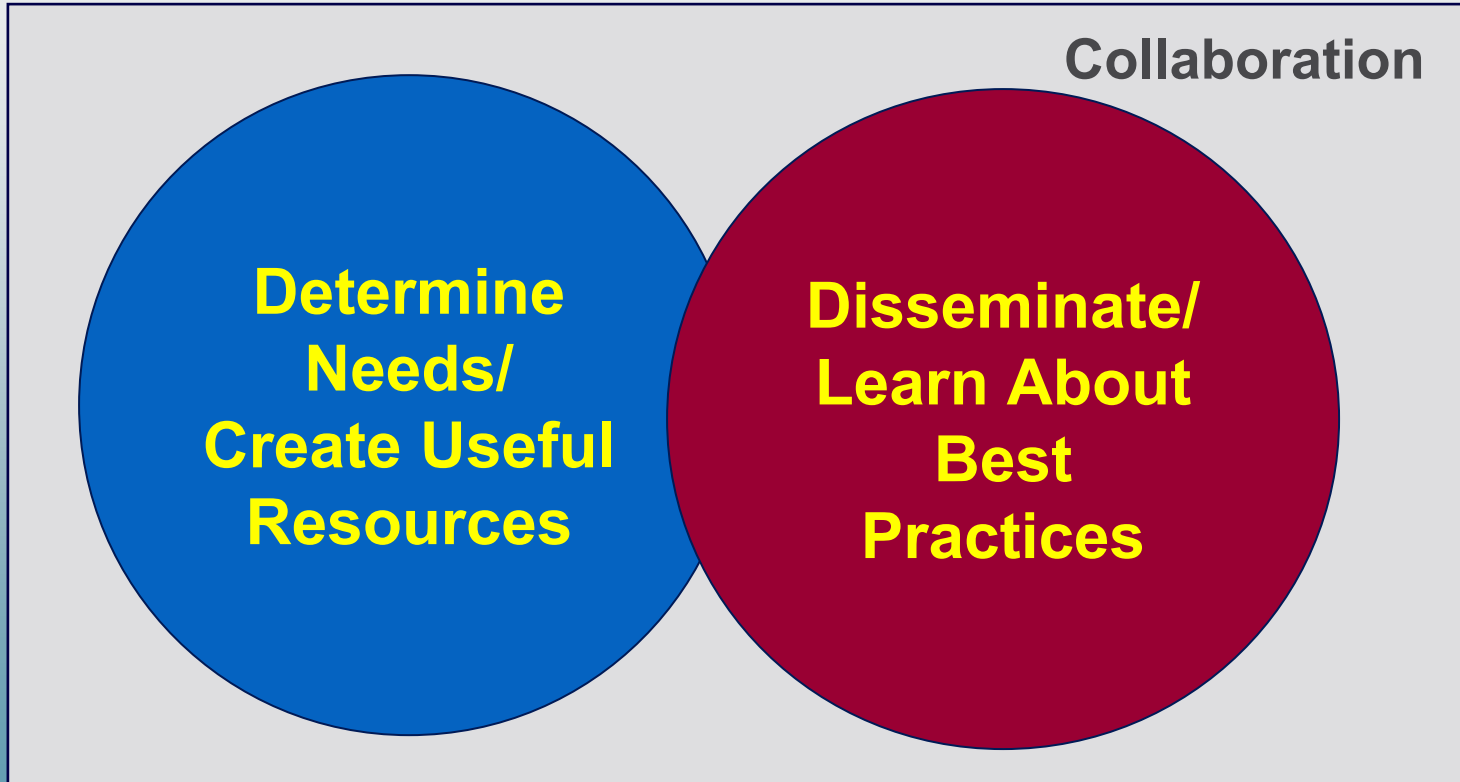 Collaboration
Determine
Needs/
Create Useful
Resources
Disseminate/
Learn About
Best
Practices